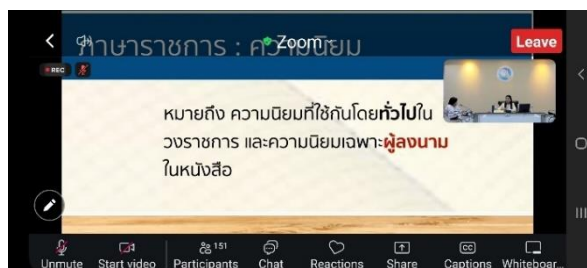 ภาษาราชการ : ความนิยม
Zoom
Leave
REC
หมายถึง ความนิยมที่ใช้กันโดยทั่วไปใน
วงราชการ และความนิยมเฉพาะผู้ลงนาม
ในหนังสือ
151
Unmute Start video Participants Chat Reactions Share Captions Whiteboar...